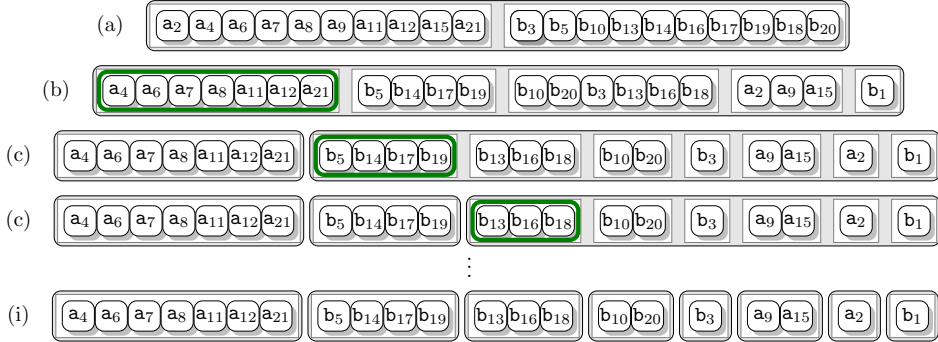 (a) a2 a4 a6 a7 a8 a9 a11 a12 a15 a21 b3 b5 b10 b13 b14 b16 b17 b19 b18 b20
(b) a4 a6 a7 a8 a11 a12 a21 b5 b14 b17 b19 b10 b20 b3 b13 b16 b18 a2 a9 a15 b1
(c) a4 a6 a7 a8 a11 a12 a21 b5 b14 b17 b19 b13 b16 b18 b10 b20 b3 a9 a15 a2 b1
(c) a4 a6 a7 a8 a11 a12 a21 b5 b14 b17 b19 b13 b16 b18 b10 b20 b3 a9 a15 a2 b1
⋮
(i) a4 a6 a7 a8 a11 a12 a21 b5 b14 b17 b19 b13 b16 b18 b10 b20 b3 a9 a15 a2 b1